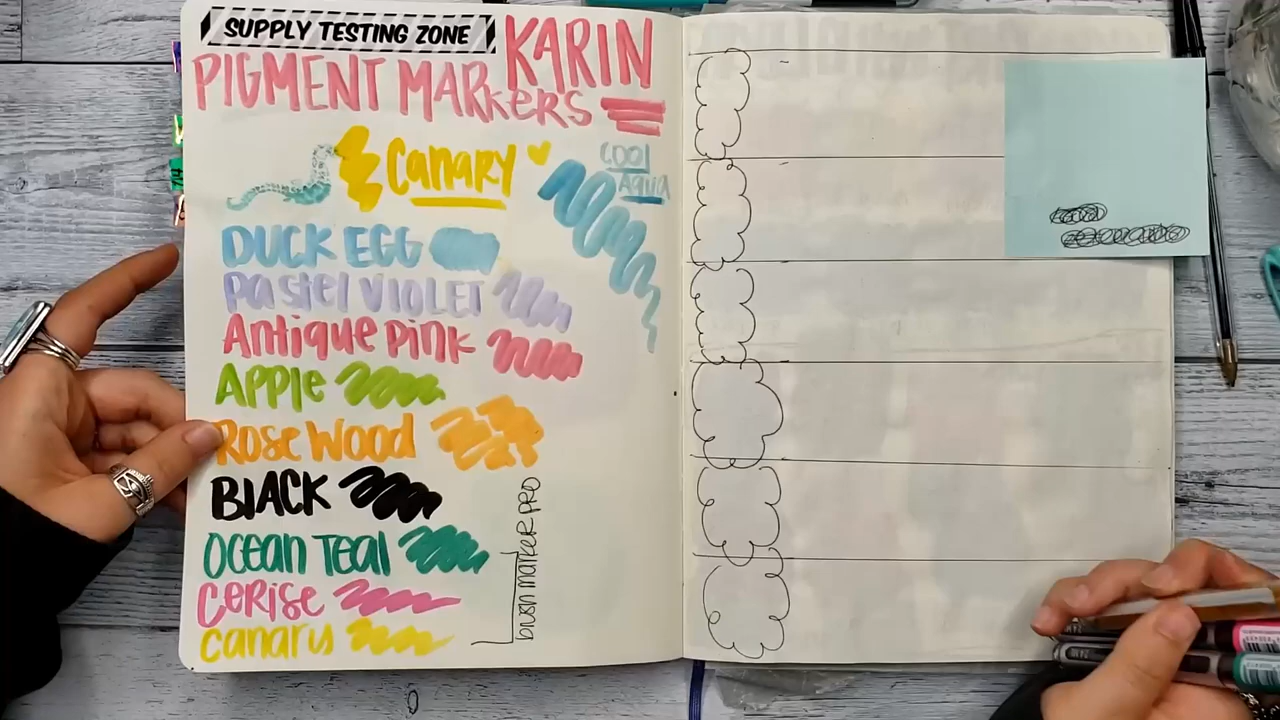 SUPPLY TESTING ZONE
KARIN
PIGMENT MARKERS
Canary
COOl
Aqua
DUCK EGG
Pastel VIOLET
Antique Pink
APPle
Rose Wood
BlACK
Ocean Teal
CeRise
canary
brush marker PRO